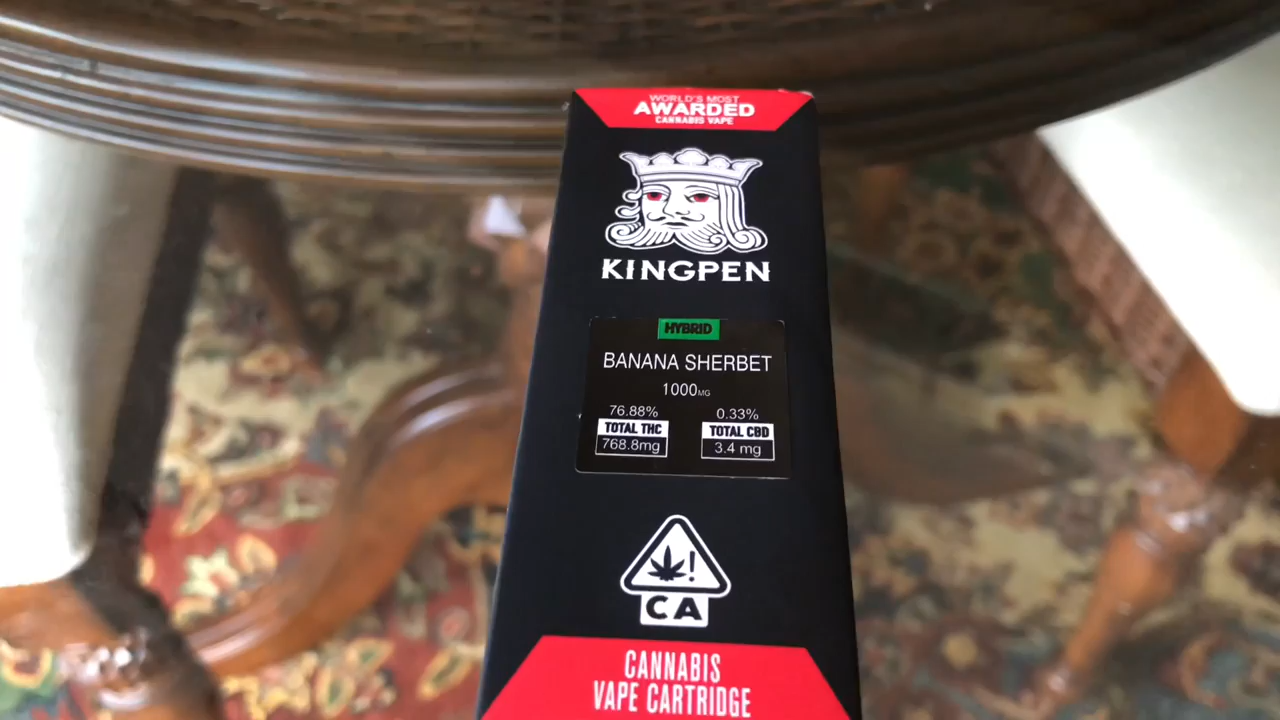 WORLD'S MOST
AWARDED
CANNABIS VAPE
KINGPEN
HYBRID
BANANA SHERBET
1000MG
76.88%
TOTAL THC
768.8mg
0.33%
TOTAL CBD
3.4 mg
!
CA
CANNABIS
VAPE CARTRIDGE